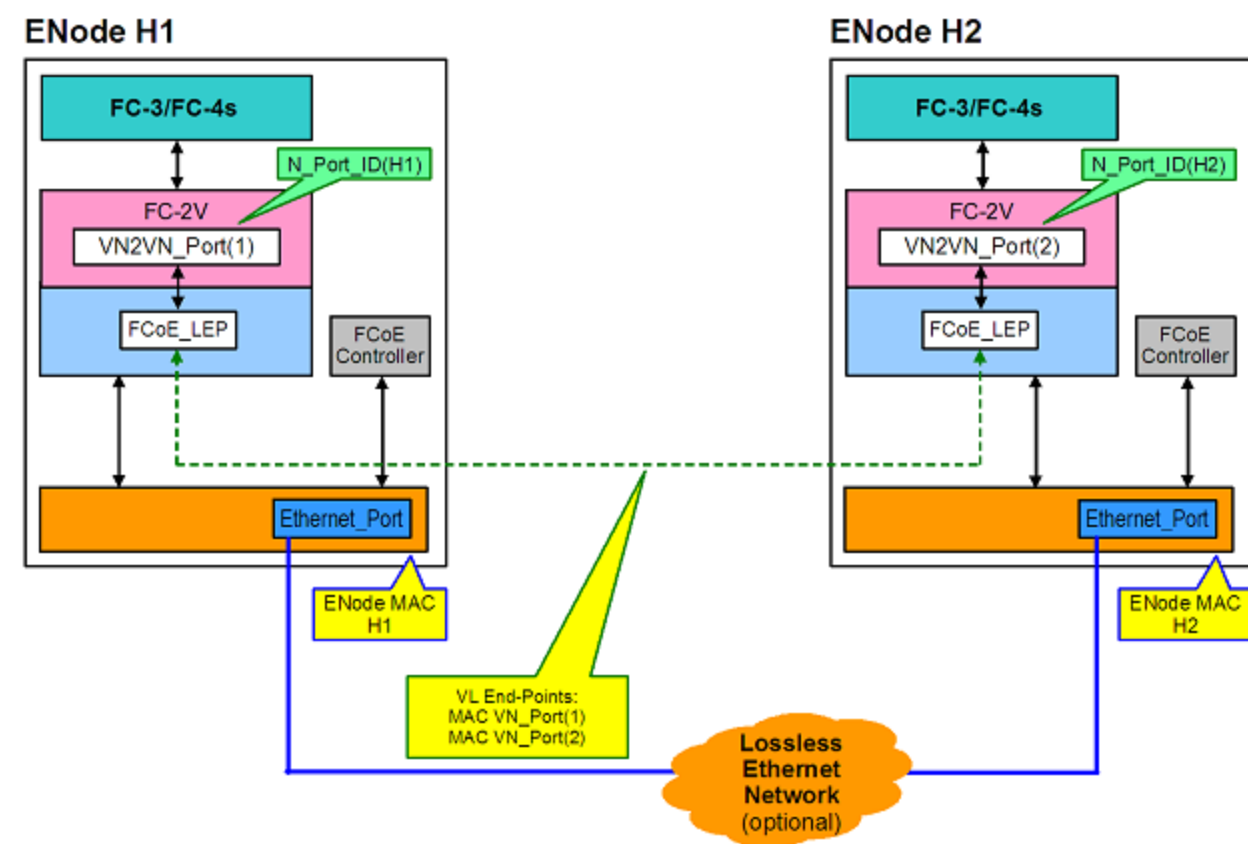 ENode H1
ENode H2
FC-3/FC-4s
FC-3/FC-4s
N_Port_ID(H1)
N_Port_ID(H2)
FC-2V
FC-2V
VN2VN_Port(1)
VN2VN_Port(2)
FCoE_LEP
FCoE
Controller
FCoE_LEP
FCoE
Controller
Ethernet_Port
Ethernet_Port
ENode MAC
H1
ENode MAC
H2
VL End-Points:
MAC VN_Port(1)
MAC VN_Port(2)
Lossless
Ethernet
Network
(optional)